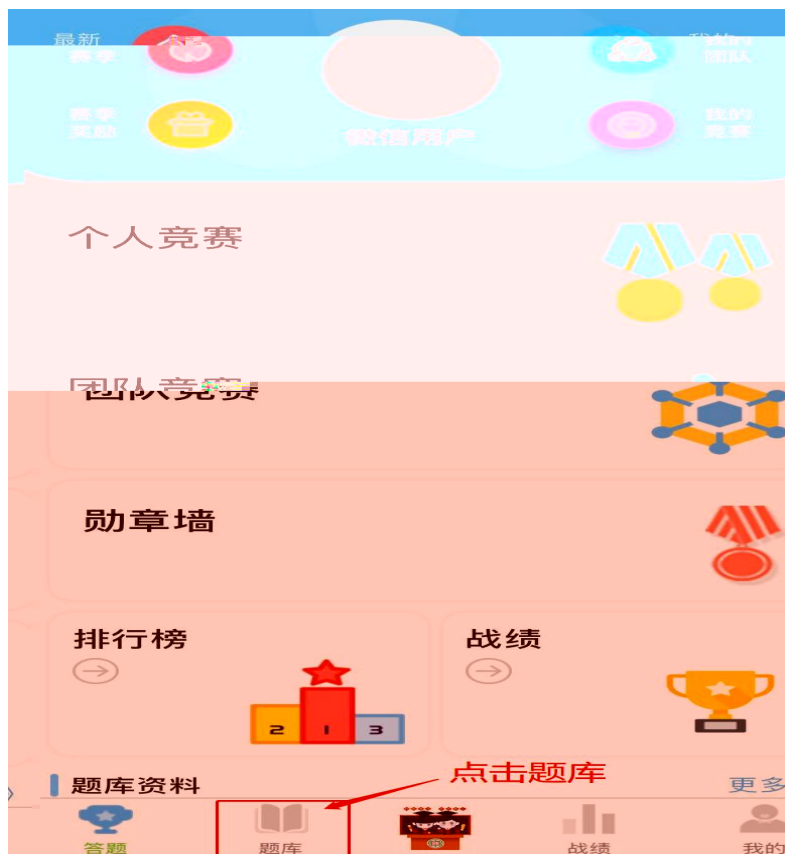 最新
赛季
我的
团队
赛季
奖励
微信用户
我的
竞赛
个人竞赛
团队竞赛
勋章墙
排行榜
战绩
2 1 3
点击题库
题库资料
更多
答题
题库
战绩
我的